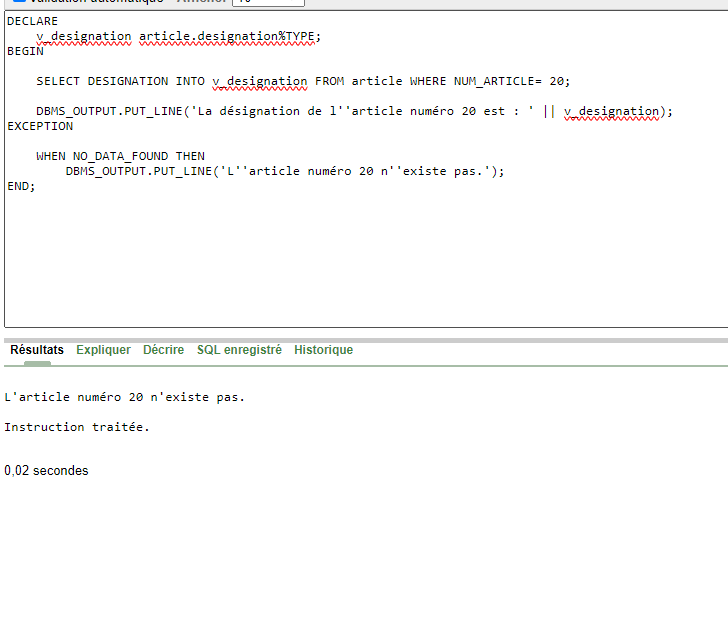 Validation automatique Afficher 10
DECLARE
v_designation article.designation%TYPE;
BEGIN
SELECT DESIGNATION INTO v_designation FROM article WHERE NUM_ARTICLE= 20;
DBMS_OUTPUT.PUT_LINE('La désignation de l''article numéro 20 est : ' || v_designation);
EXCEPTION
WHEN NO_DATA_FOUND THEN
DBMS_OUTPUT.PUT_LINE('L''article numéro 20 n''existe pas.');
END;
Résultats Expliquer Décrire SQL enregistré Historique
L'article numéro 20 n'existe pas.
Instruction traitée.
0,02 secondes